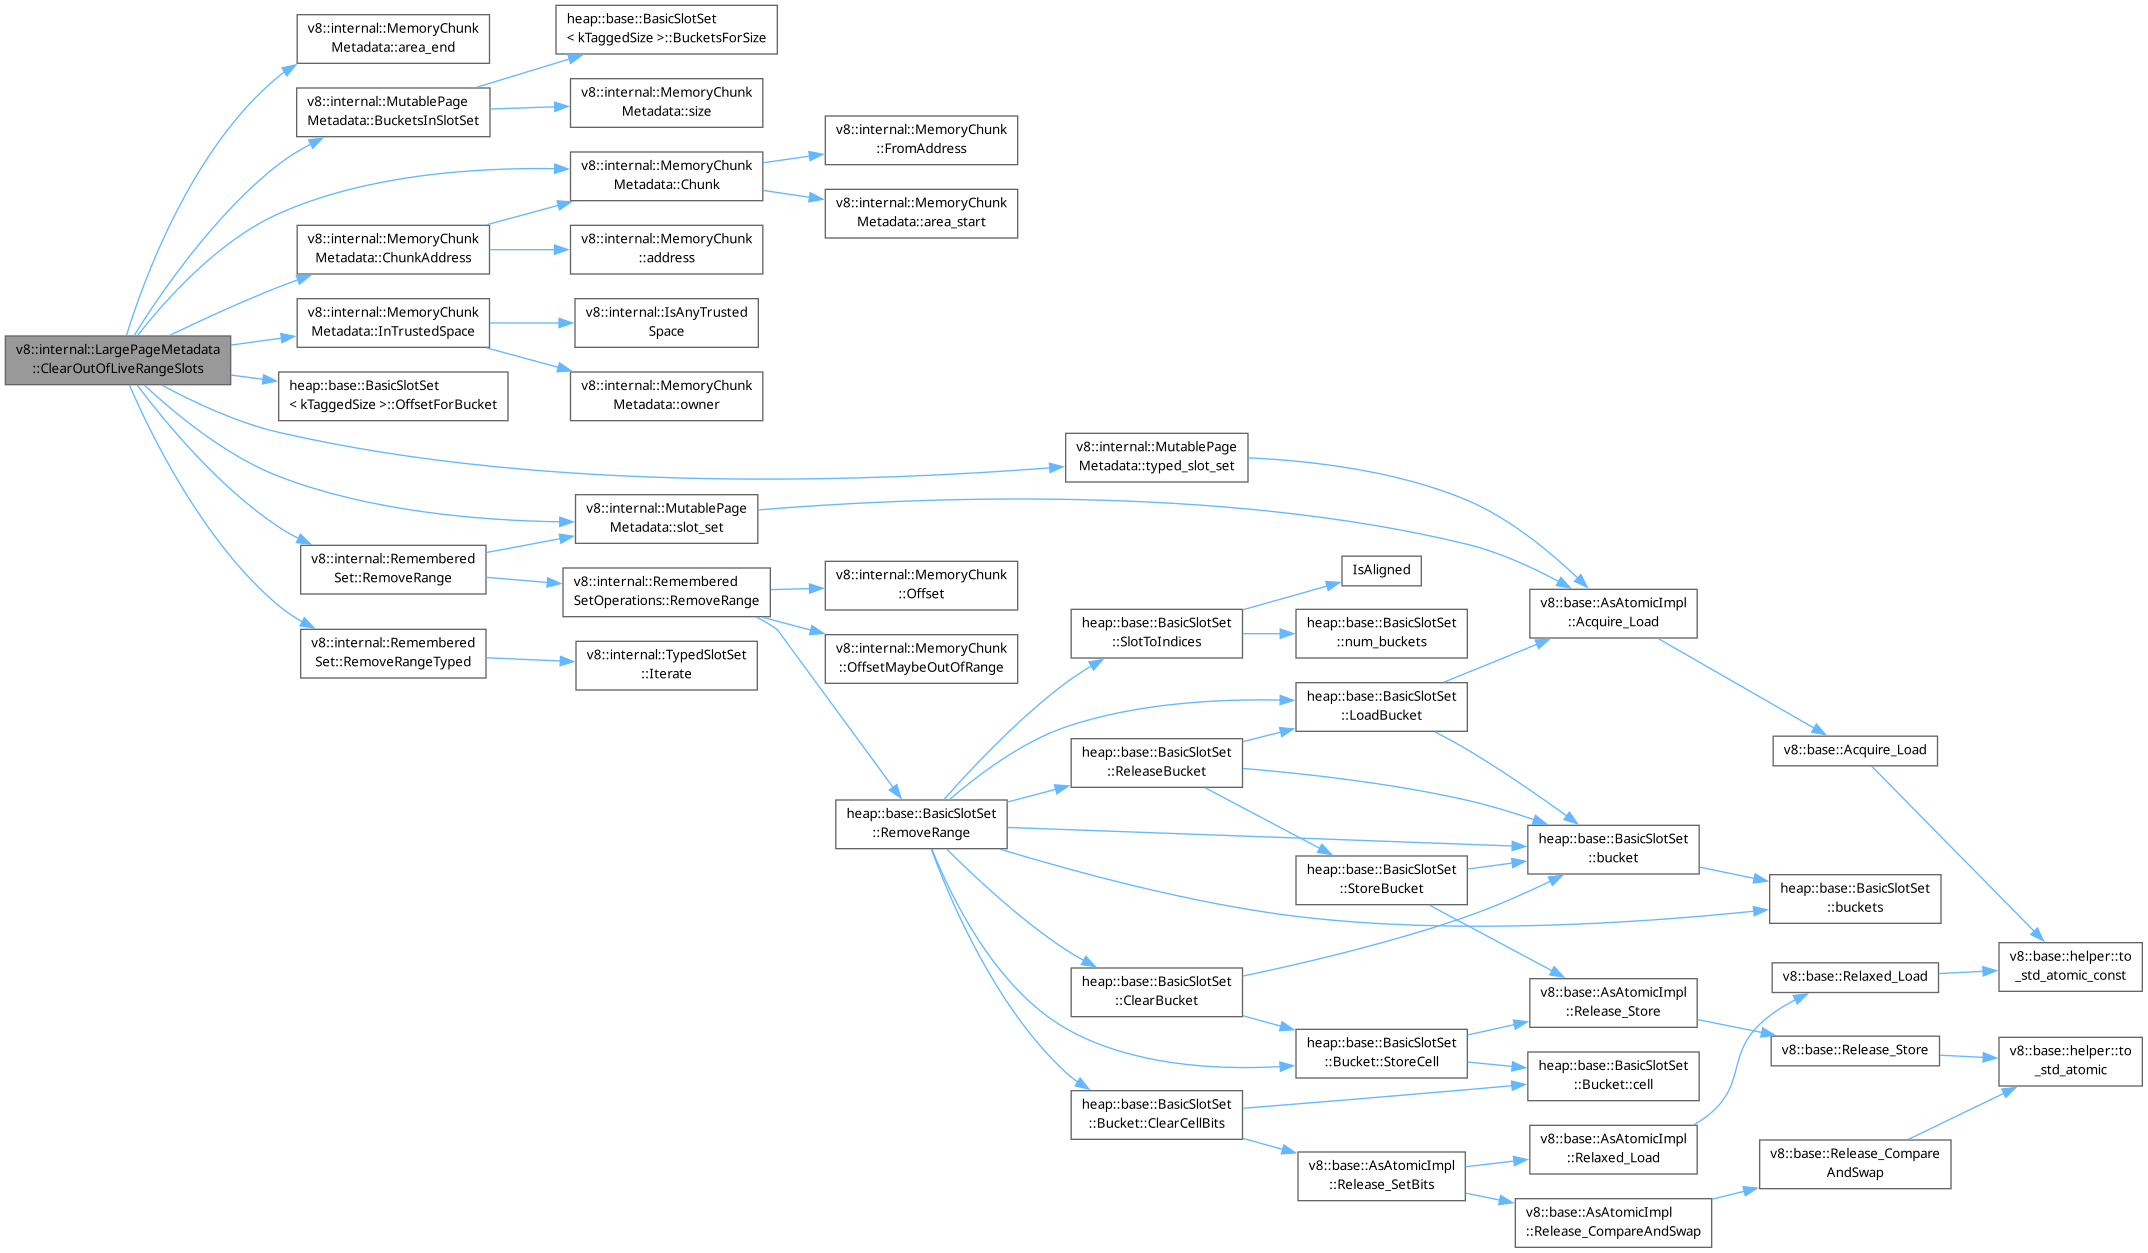 v8::internal::LargePageMetadata
::ClearOutOfLiveRangeSlots
v8::internal::MemoryChunk
Metadata::area_end
v8::internal::MutablePage
Metadata::BucketsInSlotSet
heap::base::BasicSlotSet
< kTaggedSize >::BucketsForSize
v8::internal::MemoryChunk
Metadata::size
v8::internal::MemoryChunk
Metadata::Chunk
v8::internal::MemoryChunk
::FromAddress
v8::internal::MemoryChunk
Metadata::area_start
v8::internal::MemoryChunk
Metadata::ChunkAddress
v8::internal::MemoryChunk
::address
v8::internal::MemoryChunk
Metadata::InTrustedSpace
v8::internal::IsAnyTrusted
Space
v8::internal::MemoryChunk
Metadata::owner
heap::base::BasicSlotSet
< kTaggedSize >::OffsetForBucket
v8::internal::MutablePage
Metadata::typed_slot_set
v8::internal::MutablePage
Metadata::slot_set
v8::internal::Remembered
Set::RemoveRange
v8::internal::Remembered
SetOperations::RemoveRange
v8::internal::MemoryChunk
::Offset
v8::internal::MemoryChunk
::OffsetMaybeOutOfRange
v8::internal::Remembered
Set::RemoveRangeTyped
v8::internal::TypedSlotSet
::Iterate
heap::base::BasicSlotSet
::RemoveRange
heap::base::BasicSlotSet
::SlotToIndices
IsAligned
heap::base::BasicSlotSet
::num_buckets
heap::base::BasicSlotSet
::LoadBucket
heap::base::BasicSlotSet
::ReleaseBucket
heap::base::BasicSlotSet
::StoreBucket
heap::base::BasicSlotSet
::ClearBucket
heap::base::BasicSlotSet
::Bucket::StoreCell
heap::base::BasicSlotSet
::Bucket::ClearCellBits
v8::base::AsAtomicImpl
::Release_SetBits
v8::base::AsAtomicImpl
::Acquire_Load
heap::base::BasicSlotSet
::bucket
v8::base::AsAtomicImpl
::Release_Store
heap::base::BasicSlotSet
::Bucket::cell
v8::base::AsAtomicImpl
::Relaxed_Load
v8::base::AsAtomicImpl
::Release_CompareAndSwap
v8::base::Acquire_Load
heap::base::BasicSlotSet
::buckets
v8::base::Relaxed_Load
v8::base::Release_Store
v8::base::Release_Compare
AndSwap
v8::base::helper::to
_std_atomic_const
v8::base::helper::to
_std_atomic